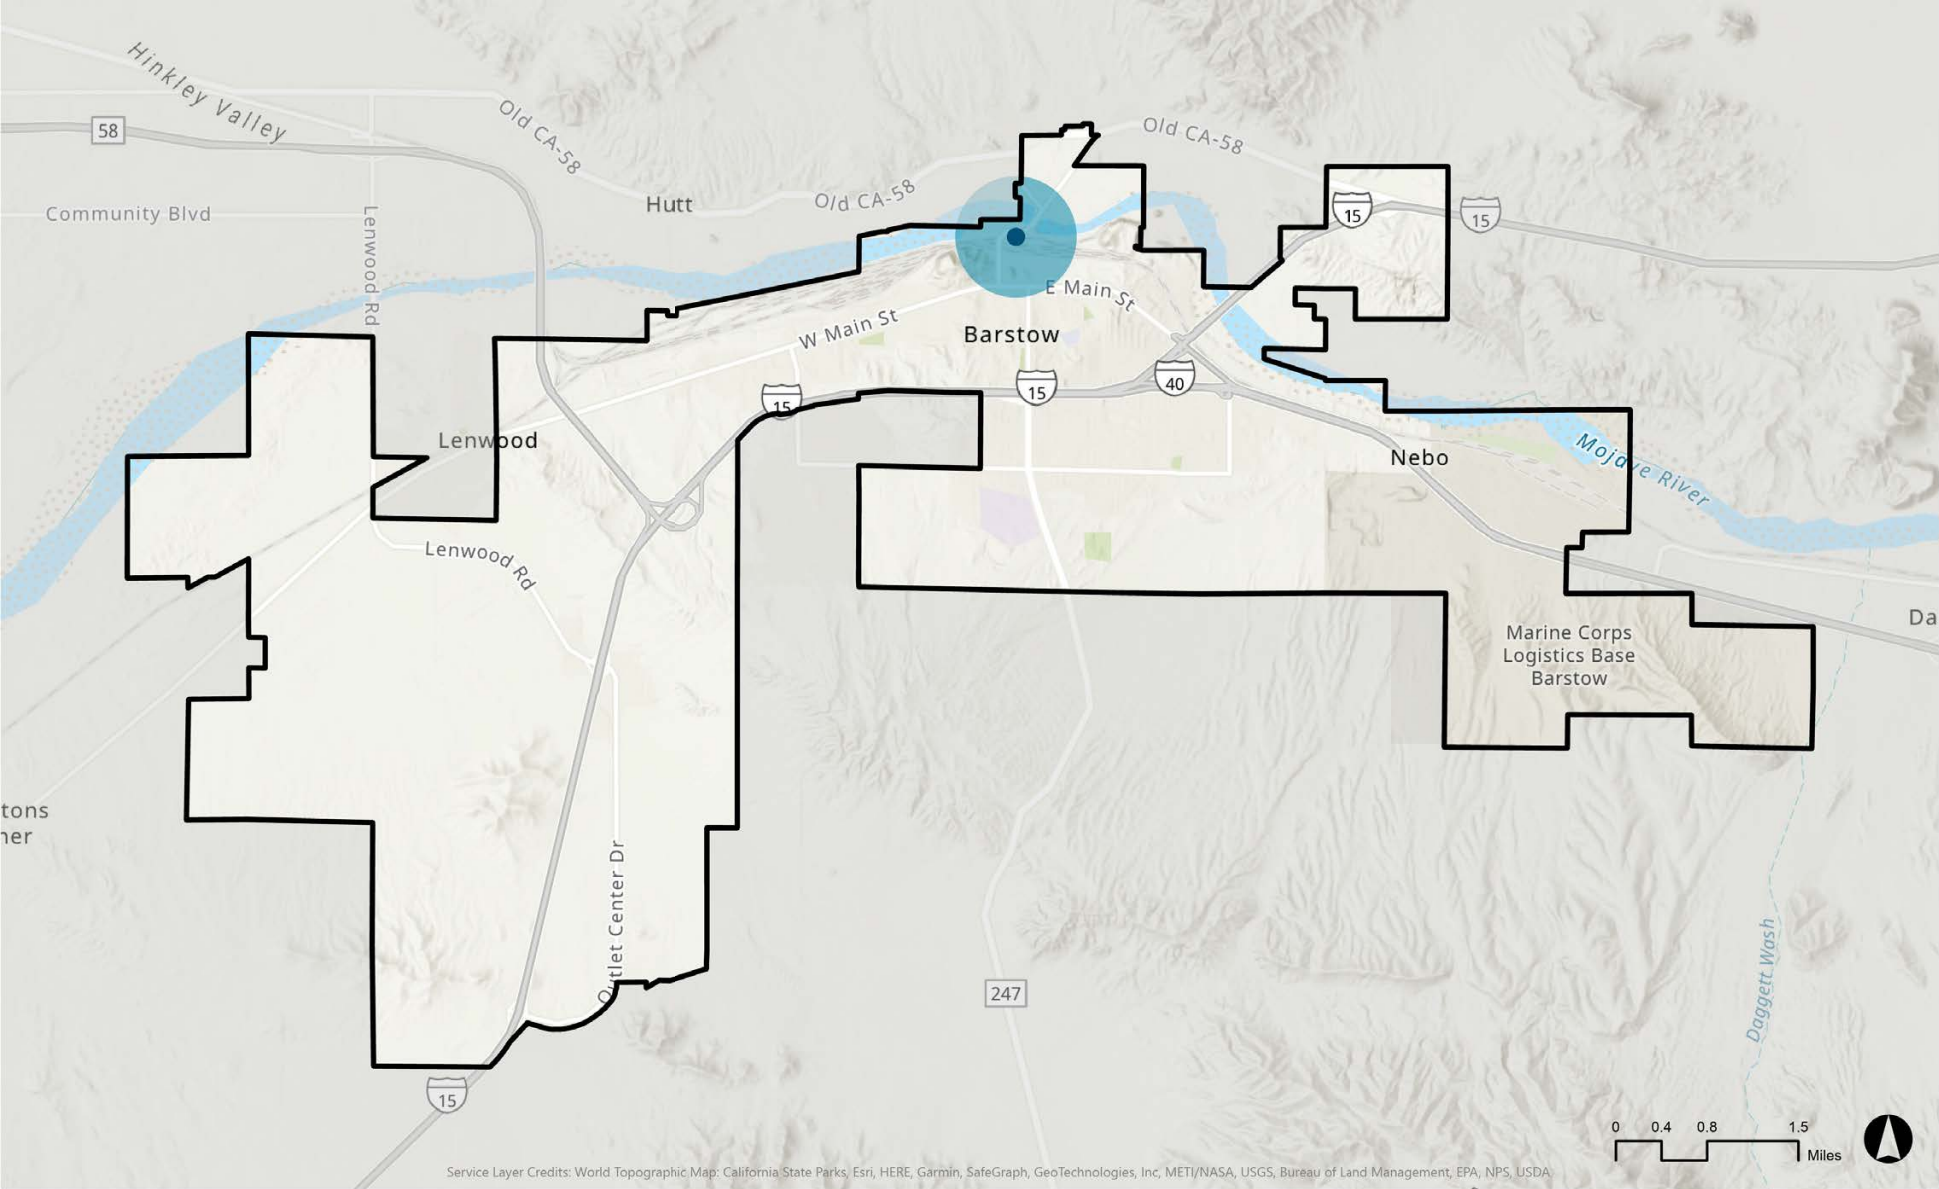 Hinkley Valley
58
Old CA-58
Old CA-58
Old CA-58
Community Blvd
Lenwood Rd
Hutt
15
15
E Main St
W Main St
Barstow
15
15
40
Lenwood
Nebo
Mojave River
Lenwood Rd
Marine Corps
Logistics Base
Barstow
Da
tons
ner
Outlet Center Dr
247
Daggett Wash
15
0 0.4 0.8 1.5
Miles
Service Layer Credits: World Topographic Map: California State Parks, Esri, HERE, Garmin, SafeGraph, GeoTechnologies, Inc, METI/NASA, USGS, Bureau of Land Management, EPA, NPS, USDA